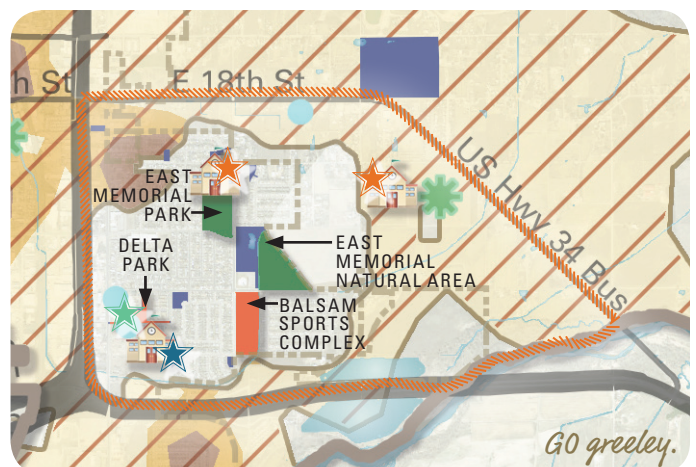 h St
E 18th St
US Hwy 34 Bus
EAST
MEMORIAL
PARK
DELTA
PARK
EAST
MEMORIAL
NATURAL AREA
BALSAM
SPORTS
COMPLEX
GO greeley.